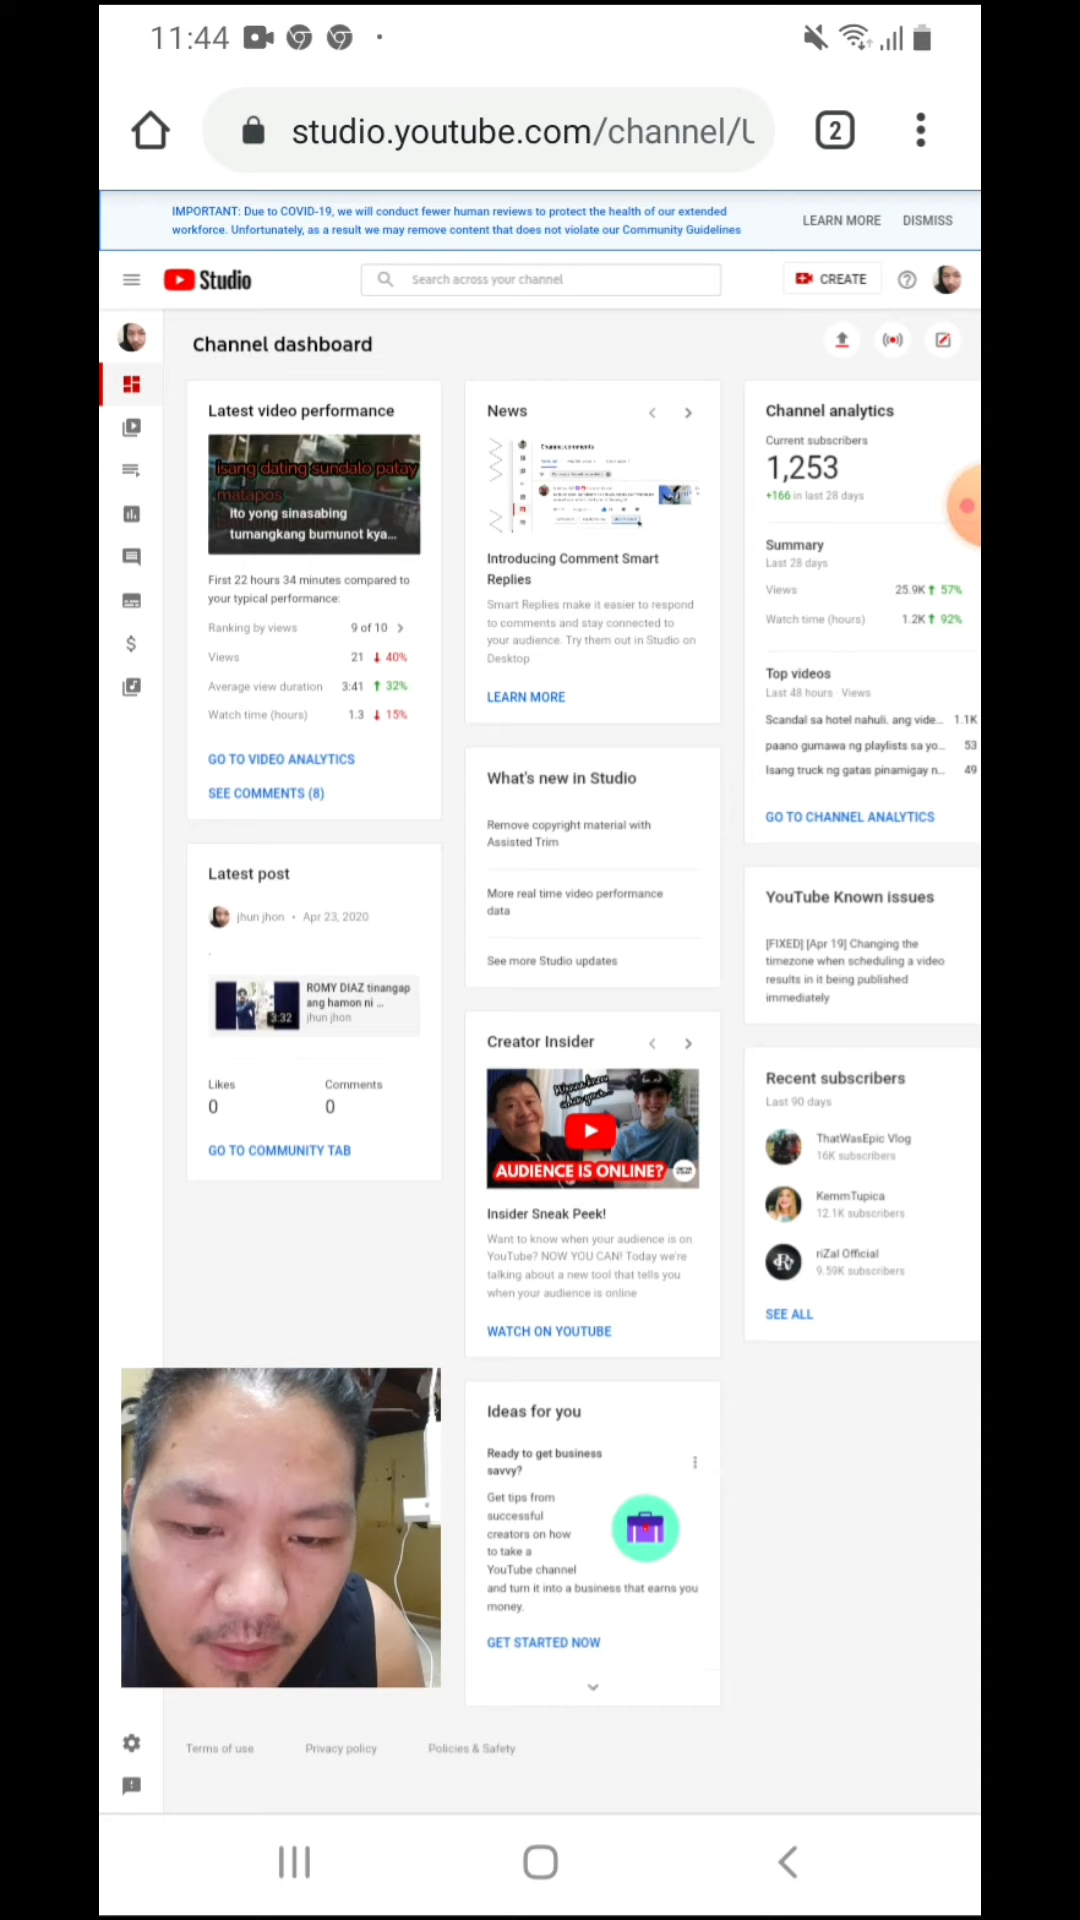 11:44
studio.youtube.com/channel/U
2
IMPORTANT: Due to COVID-19, we will conduct fewer human reviews to protect the health of our extended
workforce. Unfortunately, as a result we may remove content that does not violate our Community Guidelines
LEARN MORE
DISMISS
Studio
Search across your channel
CREATE
Channel dashboard
Latest video performance
isang dating sundalo patay
matapos
Ito yong sinasabing
tumangkang bumunot kya...
First 22 hours 34 minutes compared to
your typical performance:
Ranking by views 9 of 10
Views 21 40%
Average view duration 3:41 32%
Watch time (hours) 1.3 15%
GO TO VIDEO ANALYTICS
SEE COMMENTS (8)
Latest post
jhun jhon • Apr 23, 2020
.
ROMY DIAZ tinangap
ang hamon ni ...
jhun jhon
3:32
Likes Comments
0 0
GO TO COMMUNITY TAB
News
Channel comments
Introducing Comment Smart
Replies
Smart Replies make it easier to respond
to comments and stay connected to
your audience. Try them out in Studio on
Desktop
LEARN MORE
What's new in Studio
Remove copyright material with
Assisted Trim
More real time video performance
data
See more Studio updates
Creator Insider
AUDIENCE IS ONLINE?
Insider Sneak Peek!
Want to know when your audience is on
YouTube? NOW YOU CAN! Today we're
talking about a new tool that tells you
when your audience is online
WATCH ON YOUTUBE
Ideas for you
Ready to get business
savvy?
Get tips from
successful
creators on how
to take a
YouTube channel
and turn it into a business that earns you
money.
GET STARTED NOW
Channel analytics
Current subscribers
1,253
+166 in last 28 days
Summary
Last 28 days
Views 25.9K 57%
Watch time (hours) 1.2K 92%
Top videos
Last 48 hours · Views
Scandal sa hotel nahuli. ang vide... 1.1K
paano gumawa ng playlists sa yo... 53
Isang truck ng gatas pinamigay n... 49
GO TO CHANNEL ANALYTICS
YouTube Known issues
[FIXED] [Apr 19] Changing the
timezone when scheduling a video
results in it being published
immediately
Recent subscribers
Last 90 days
ThatWasEpic Vlog
16K subscribers
KemmTupica
12.1K subscribers
riZal Official
9.59K subscribers
SEE ALL
Terms of use
Privacy policy
Policies & Safety